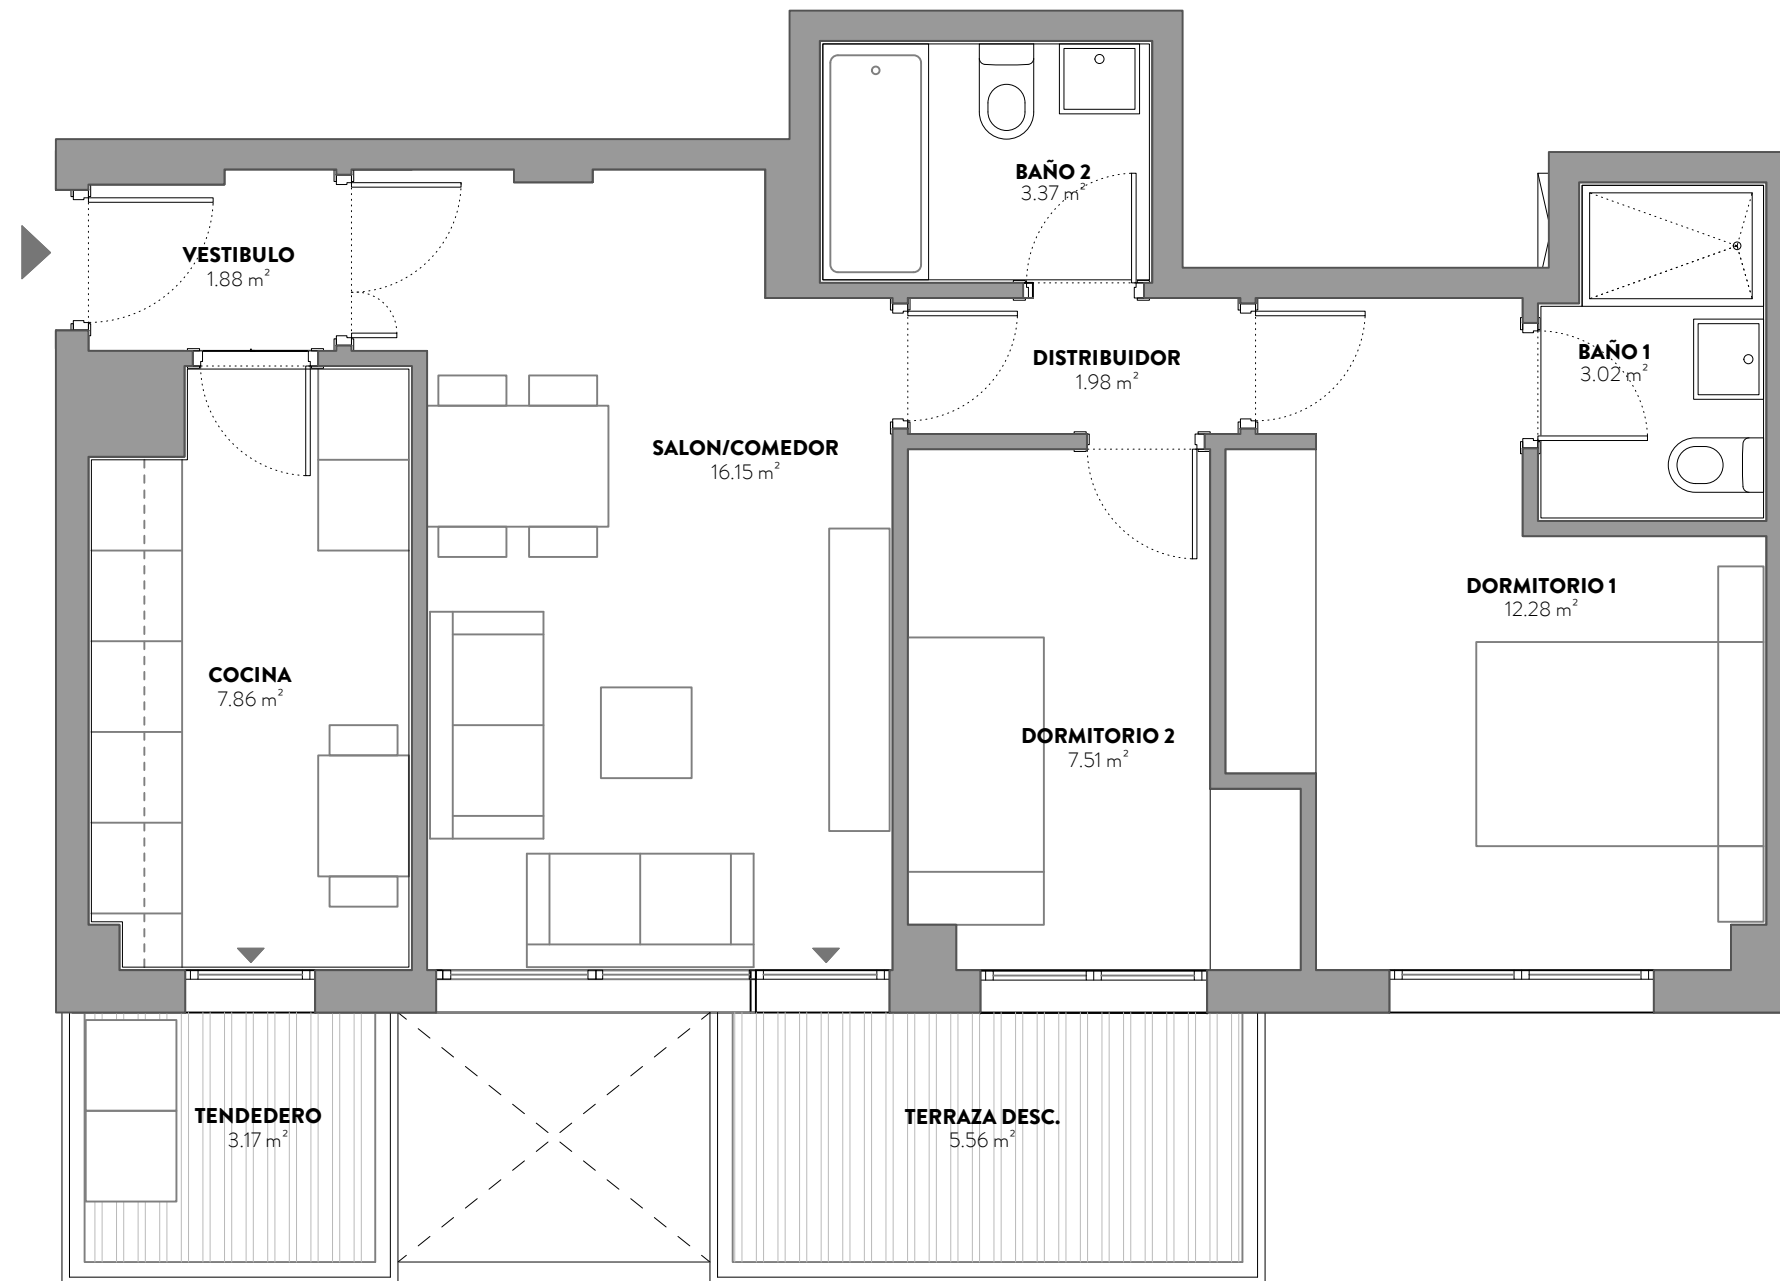 BAÑO 2
3.37 m²
VESTIBULO
1.88 m²
DISTRIBUIDOR
1.98 m²
BAÑO 1
3.02 m²
SALON/COMEDOR
16.15 m²
DORMITORIO 1
12.28 m²
COCINA
7.86 m²
DORMITORIO 2
7.51 m²
TENDEDERO
3.17 m²
TERRAZA DESC.
5.56 m²